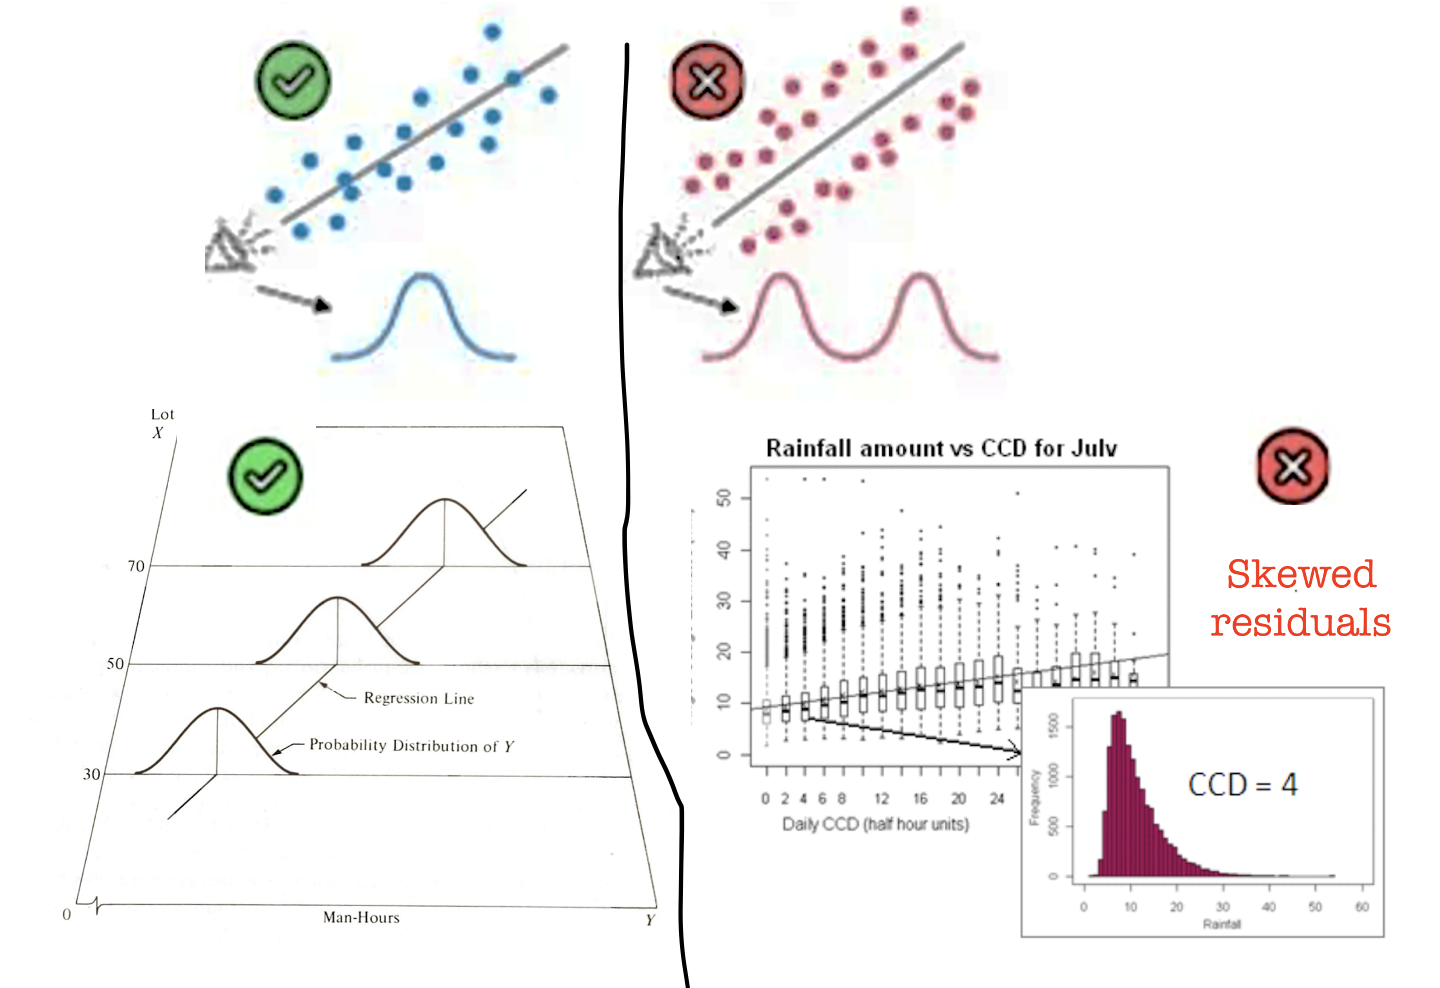 Lot
X
70
50
Regression Line
Probability Distribution of Y
30
0
Man-Hours
Y
Rainfall amount vs CCD for July
50
40
30
20
10
0
0 2 4 6 8 12 16 20 24
Daily CCD (half hour units)
Skewed
residuals
CCD = 4
Frequency
1500
1000
500
0
0 10 20 30 40 50 60
Rainfall